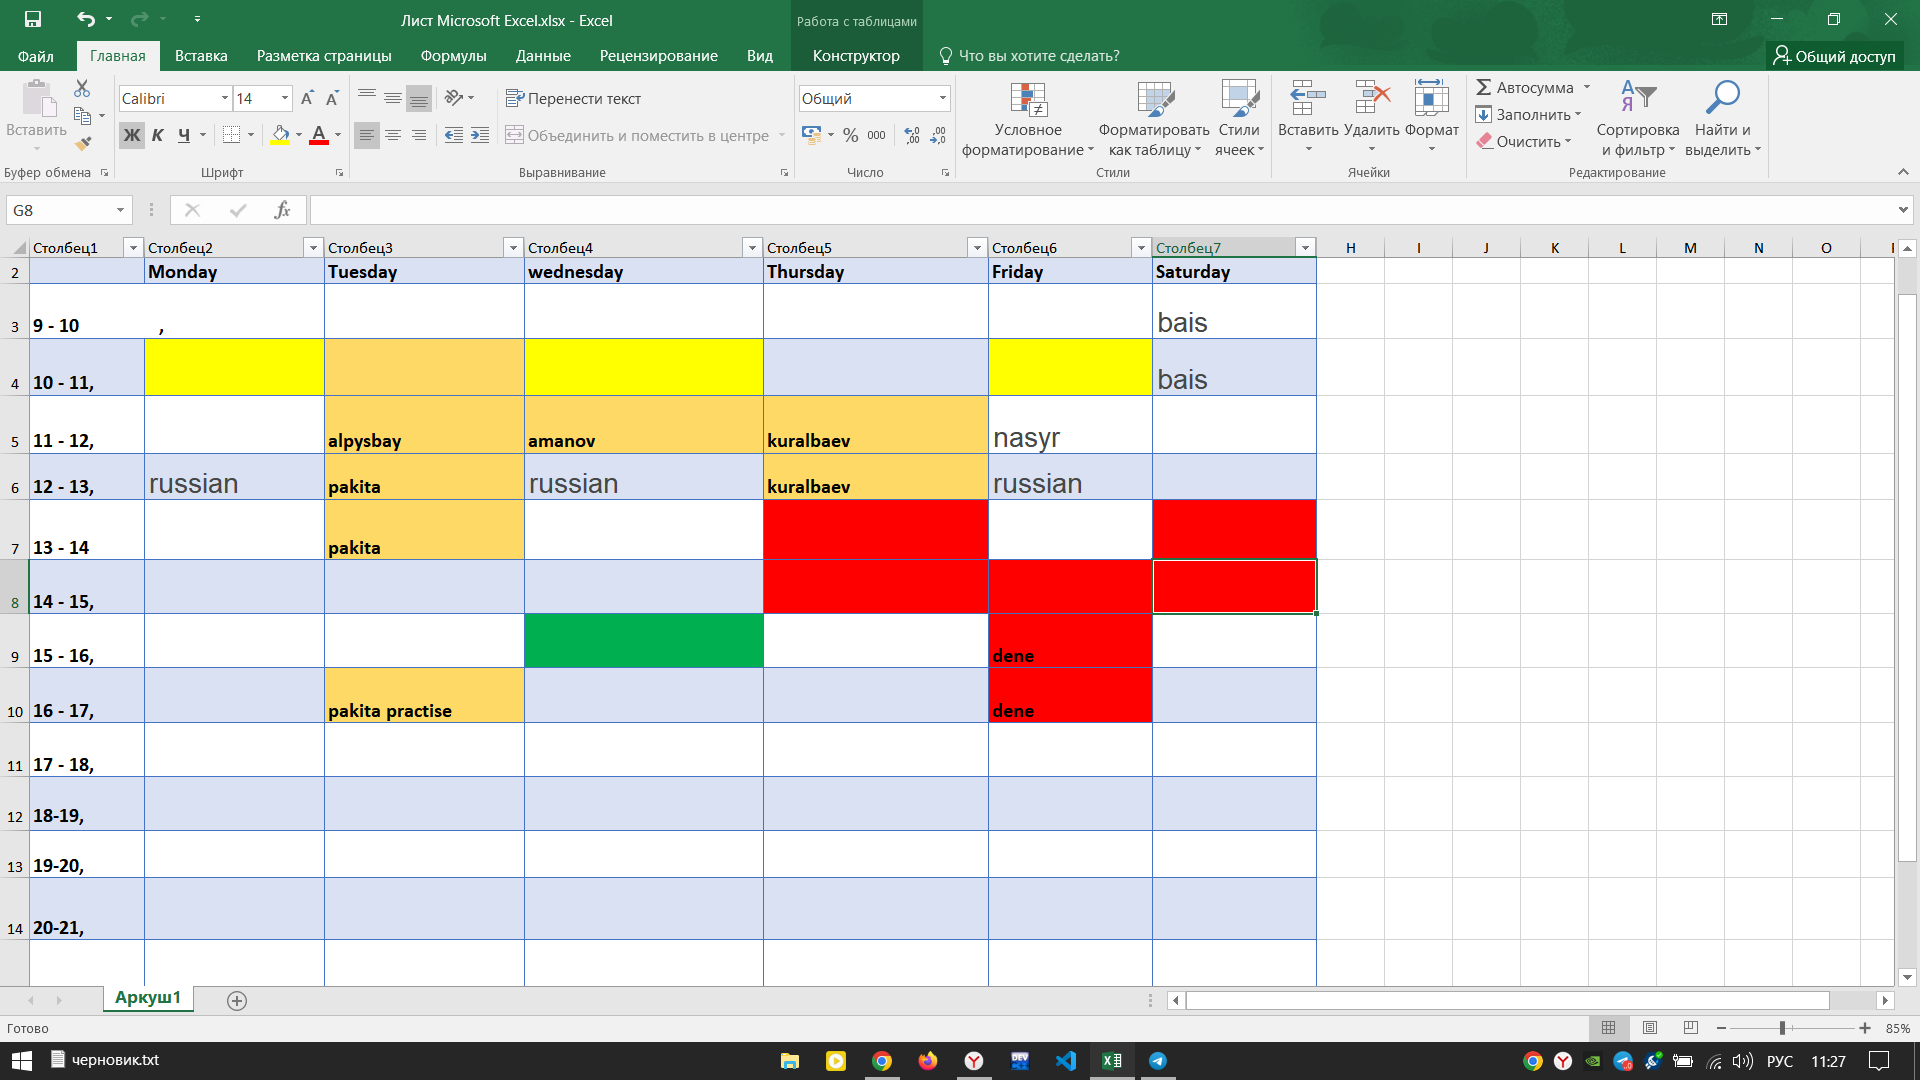 Лист Microsoft Excel.xlsx - Excel
Работа с таблицами
Файл Главная Вставка Разметка страницы Формулы Данные Рецензирование Вид Конструктор Что вы хотите сделать? Общий доступ
Вставить
Буфер обмена
Calibri 14
Ж К Ч А
Шрифт
Перенести текст
Объединить и поместить в центре
Выравнивание
Общий
% 000
Число
Условное форматирование
Форматировать как таблицу
Стили ячеек
Стили
Вставить Удалить Формат
Ячейки
Автосумма
Заполнить
Очистить
Сортировка и фильтр
Найти и выделить
Редактирование
G8 fx
Столбец1 Столбец2 Столбец3 Столбец4 Столбец5 Столбец6 Столбец7 H I J K L M N O
2 Monday Tuesday wednesday Thursday Friday Saturday
3 9 - 10 , bais
4 10 - 11, bais
5 11 - 12, alpysbay amanov kuralbaev nasyr
6 12 - 13, russian pakita russian kuralbaev russian
7 13 - 14 pakita
8 14 - 15,
9 15 - 16, dene
10 16 - 17, pakita practise dene
11 17 - 18,
12 18-19,
13 19-20,
14 20-21,
Аркуш1
Готово 85%
черновик.txt DEV РУС 11:27